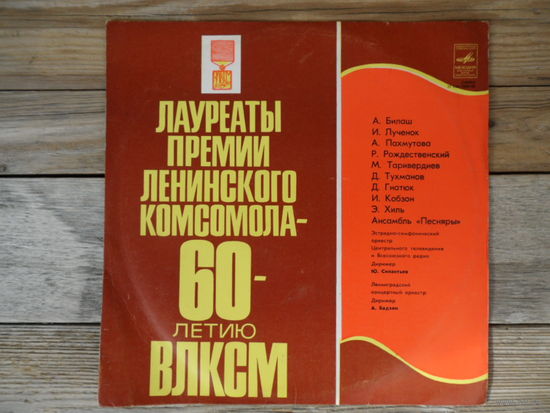 ЛАУРЕАТЫ
ПРЕМИИ
ЛЕНИНСКОГО
КОМСОМОЛА-
60-
ЛЕТИЮ
ВЛКСМ
А. Билаш
И. Лученок
А. Пахмутова
Р. Рождественский
М. Таривердиев
Д. Тухманов
Д. Гнатюк
И. Кобзон
Э. Хиль
Ансамбль «Песняры»
Эстрадно-симфонический
оркестр
Центрального телевидения
и Всесоюзного радио
Дирижер
Ю. Силантьев
Ленинградский
концертный оркестр
Дирижер
А. Бадхен